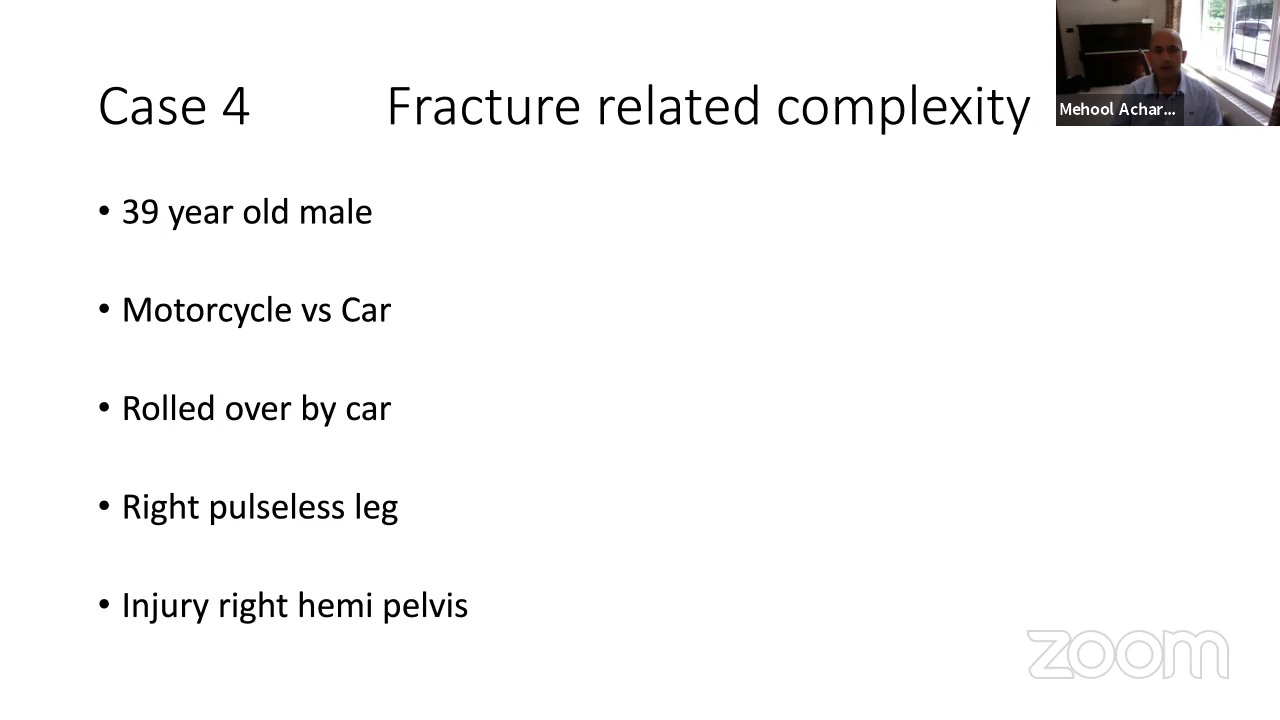 Case 4 Fracture related complexity
Mehool Achar...
• 39 year old male
• Motorcycle vs Car
• Rolled over by car
• Right pulseless leg
• Injury right hemi pelvis
zoom